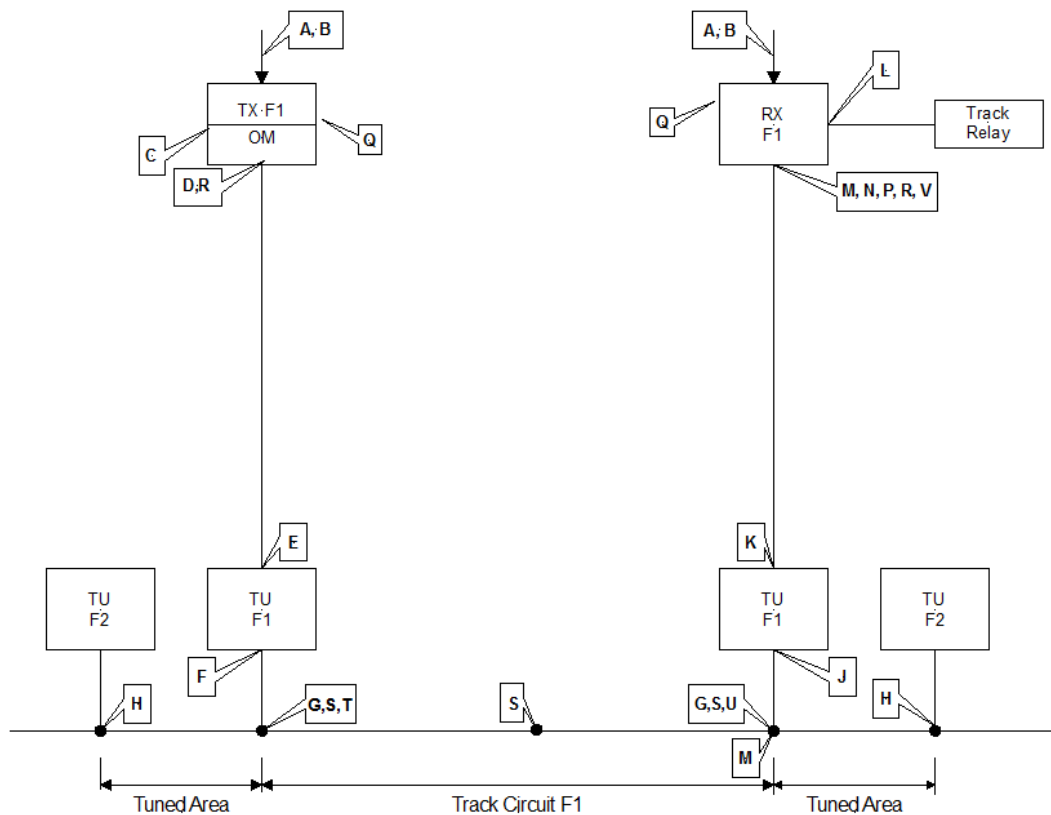 A, B
A, B
L
TX F1
OM
Q
C
D,R
Q
RX
F1
Track
Relay
M, N, P, R, V
E
K
TU
F2
TU
F1
TU
F1
TU
F2
F
J
H
G,S,T
S
G,S,U
H
M
Tuned Area
Track Circuit F1
Tuned Area